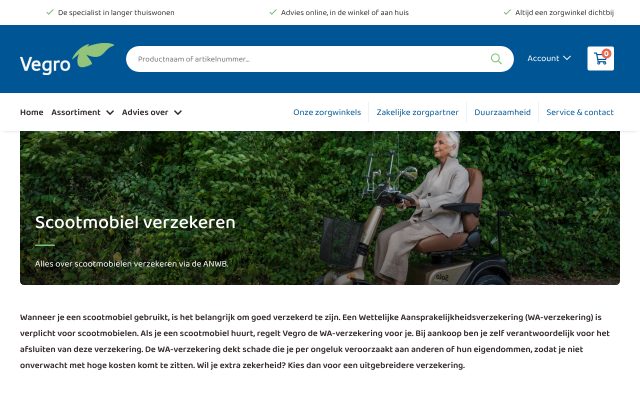 De specialist in langer thuiswonen
Advies online, in de winkel of aan huis
Altijd een zorgwinkel dichtbij
Vegro
Productnaam of artikelnummer...
Account
0
Home
Assortiment
Advies over
Onze zorgwinkels
Zakelijke zorgpartner
Duurzaamheid
Service & contact
Scootmobiel verzekeren
Alles over scootmobielen verzekeren via de ANWB.
Solo
Wanneer je een scootmobiel gebruikt, is het belangrijk om goed verzekerd te zijn. Een Wettelijke Aansprakelijkheidsverzekering (WA-verzekering) is
verplicht voor scootmobielen. Als je een scootmobiel huurt, regelt Vegro de WA-verzekering voor je. Bij aankoop ben je zelf verantwoordelijk voor het
afsluiten van deze verzekering. De WA-verzekering dekt schade die je per ongeluk veroorzaakt aan anderen of hun eigendommen, zodat je niet
onverwacht met hoge kosten komt te zitten. Wil je extra zekerheid? Kies dan voor een uitgebreidere verzekering.